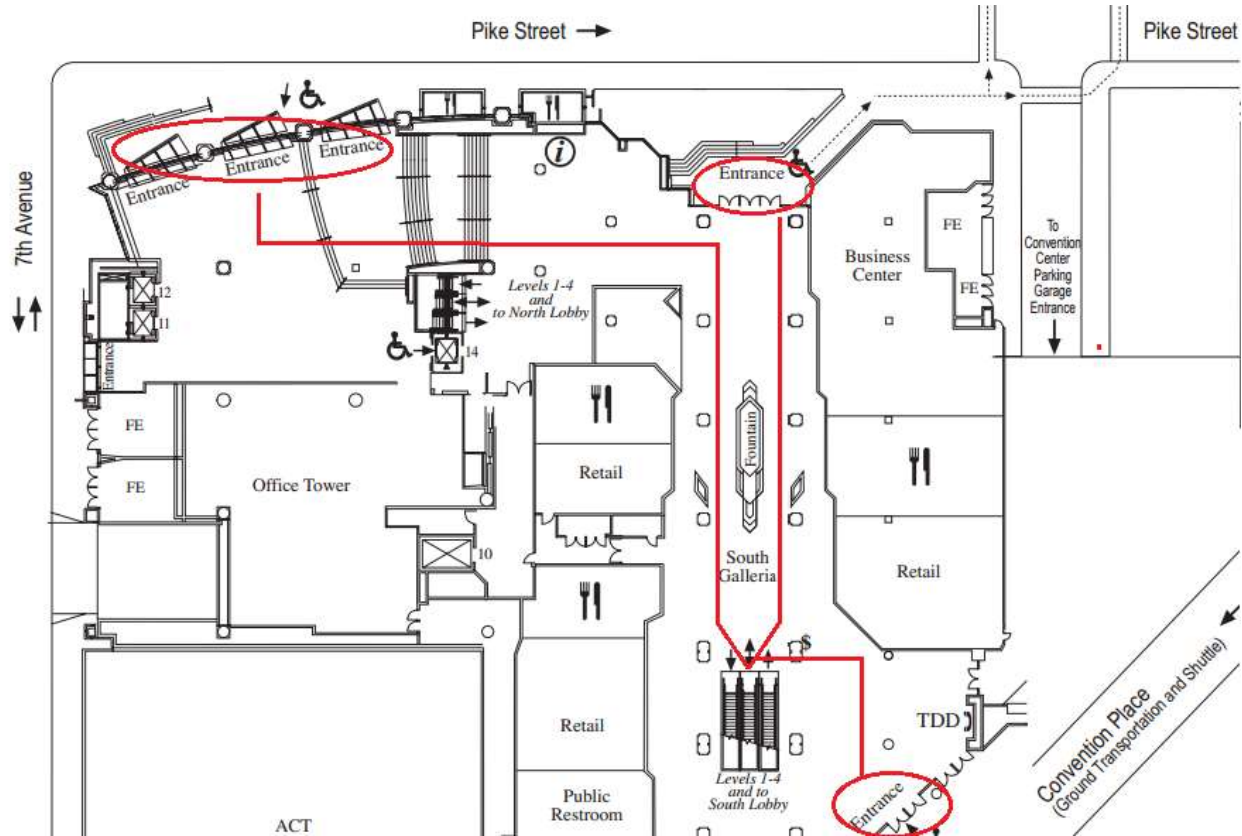 Pike Street
Pike Street
7th Avenue
Entrance
Entrance
Entrance
i
Entrance
12
11
Entrance
Levels 1-4
and
to North Lobby
14
Business
Center
FE
FE
To
Convention
Center
Parking
Garage
Entrance
FE
FE
Office Tower
Retail
Fountain
10
South
Galleria
Retail
$
Retail
TDD
Levels 1-4
and to
South Lobby
Entrance
Convention Place
(Ground Transportation and Shuttle)
Public
Restroom
ACT